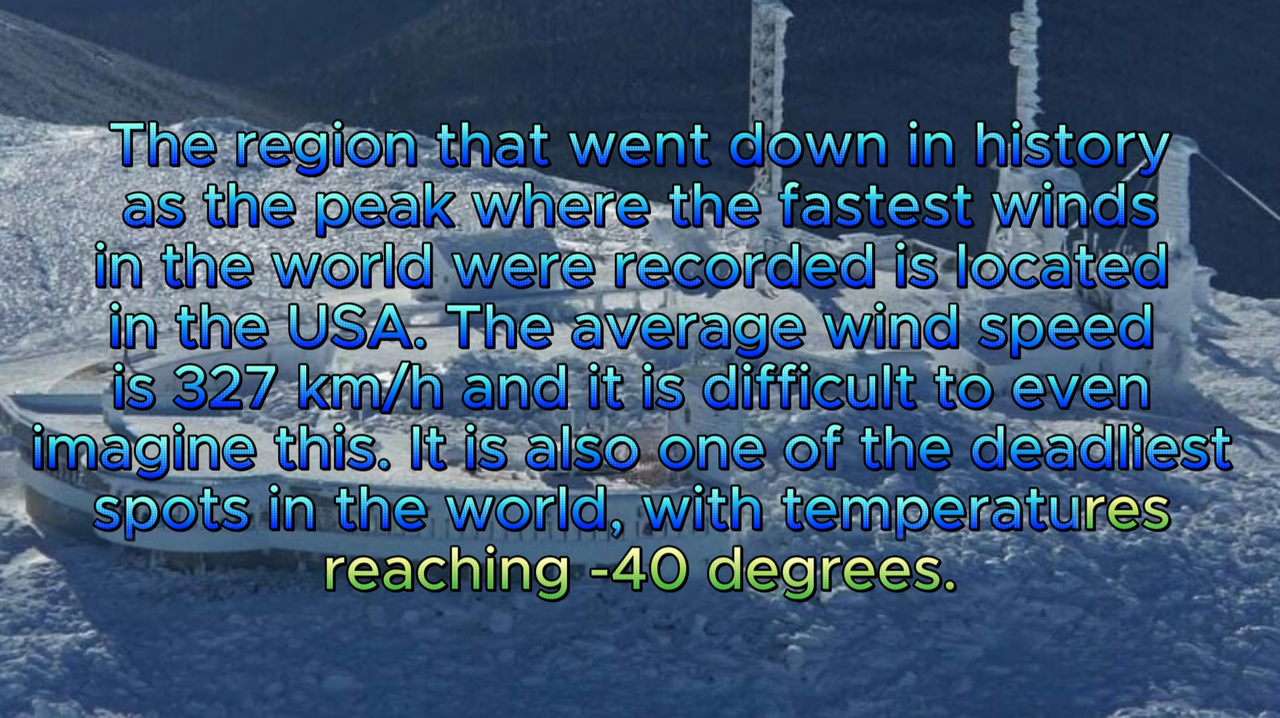 The region that went down in history
as the peak where the fastest winds
in the world were recorded is located
in the USA. The average wind speed
is 327 km/h and it is difficult to even
imagine this. It is also one of the deadliest
spots in the world, with temperatures
reaching -40 degrees.